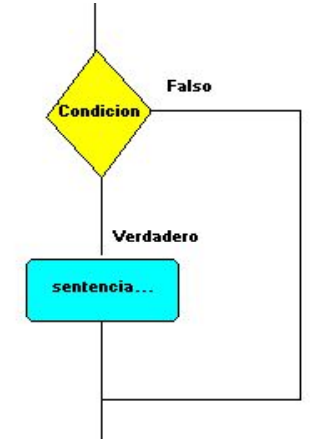 Falso
Condicion
Verdadero
sentencia...